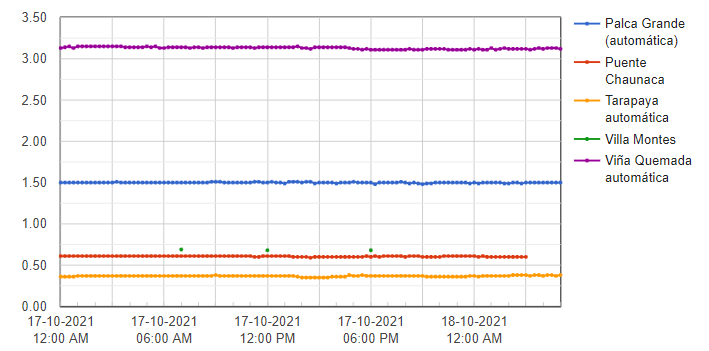 3.50
3.00
2.50
2.00
1.50
1.00
0.50
0.00
17-10-2021
12:00 AM
17-10-2021
06:00 AM
17-10-2021
12:00 PM
17-10-2021
06:00 PM
18-10-2021
12:00 AM
Palca Grande
(automática)
Puente
Chaunaca
Tarapaya
automática
Villa Montes
Viña Quemada
automática